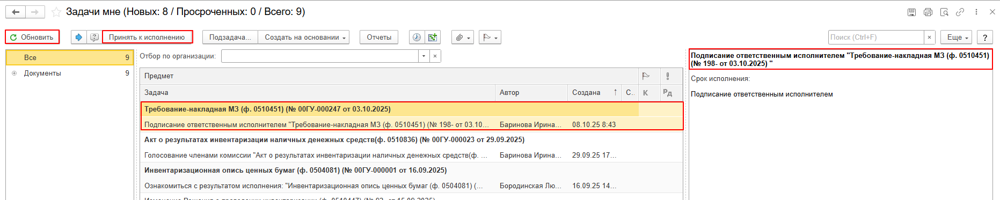 Задачи мне (Новых: 8 / Просроченных: 0 / Всего: 9)
Обновить
Принять к исполнению
Подзадача...
Создать на основании
Отчеты
Поиск (Ctrl+F)
×
Еще
?
Все 9
Документы 9
Отбор по организации:
Предмет
Задача Автор Создана ↑ С.. К Рд
Требование-накладная МЗ (ф. 0510451) (№ 00ГУ-000247 от 03.10.2025)
Подписание ответственным исполнителем "Требование-накладная МЗ (ф. 0510451) (№ 198- от 03.10... Баринова Ирина... 08.10.25 8:43
Акт о результатах инвентаризации наличных денежных средств(ф. 0510836) (№ 00ГУ-000023 от 29.09.2025)
Голосование членами комиссии "Акт о результатах инвентаризации наличных денежных средств(ф. ... Баринова Ирина... 29.09.25 17...
Инвентаризационная опись ценных бумаг (ф. 0504081) (№ 00ГУ-000001 от 16.09.2025)
Ознакомиться с результатом исполнения: "Инвентаризационная опись ценных бумаг (ф. 0504081) (... Бородинская Лю... 16.09.25 14...
Подписание ответственным исполнителем "Требование-накладная МЗ (ф. 0510451)
(№ 198- от 03.10.2025) "
Срок исполнения:
Подписание ответственным исполнителем